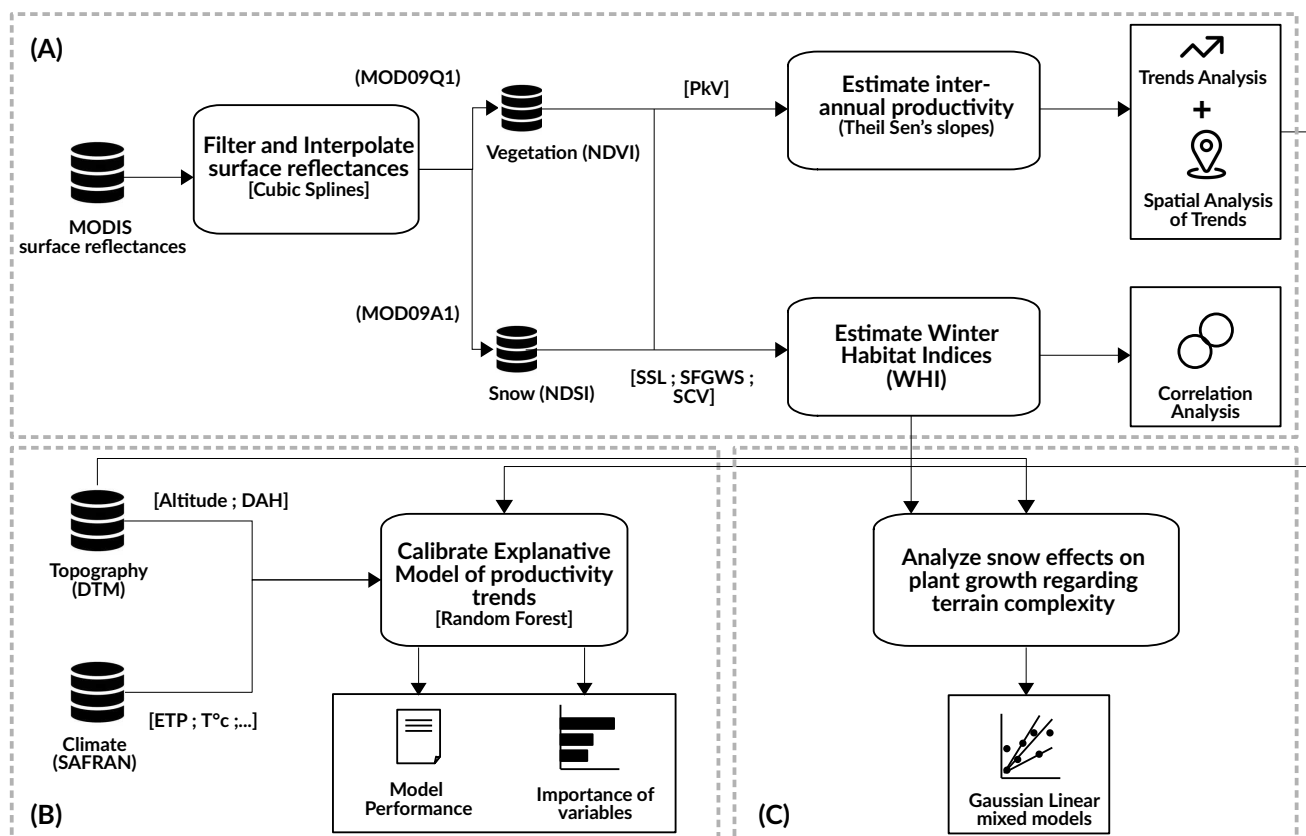 (A)
MODIS
surface reflectances
Filter and Interpolate
surface reflectances
[Cubic Splines]
(MOD09Q1)
Vegetation (NDVI)
[PkV]
Estimate inter-
annual productivity
(Theil Sen's slopes)
Trends Analysis
+
Spatial Analysis
of Trends
(MOD09A1)
Snow (NDSI)
[SSL ; SFGWS ;
SCV]
Estimate Winter
Habitat Indices
(WHI)
Correlation
Analysis
Topography
(DTM)
[Altitude ; DAH]
Climate
(SAFRAN)
[ETP ; T°c ;...]
Calibrate Explanative
Model of productivity
trends
[Random Forest]
Model
Performance
Importance of
variables
(B)
Analyze snow effects on
plant growth regarding
terrain complexity
Gaussian Linear
mixed models
(C)